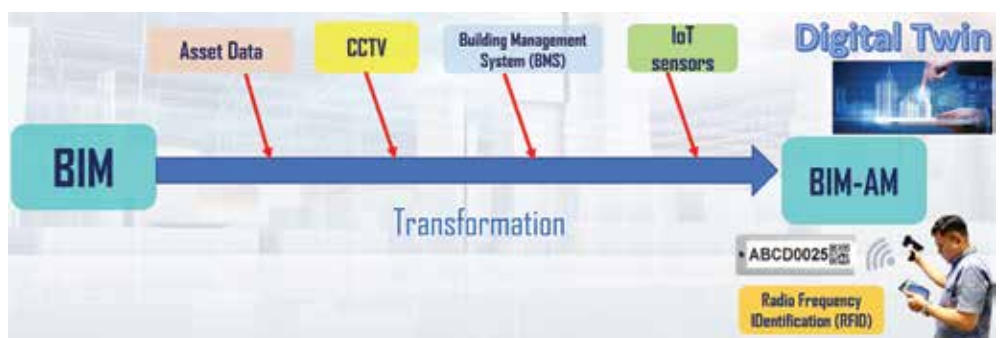 Asset Data
CCTV
Building Management
System (BMS)
IoT
sensors
Digital Twin
BIM
BIM-AM
Transformation
ABCD0025
Radio Frequency
IDentification (RFID)